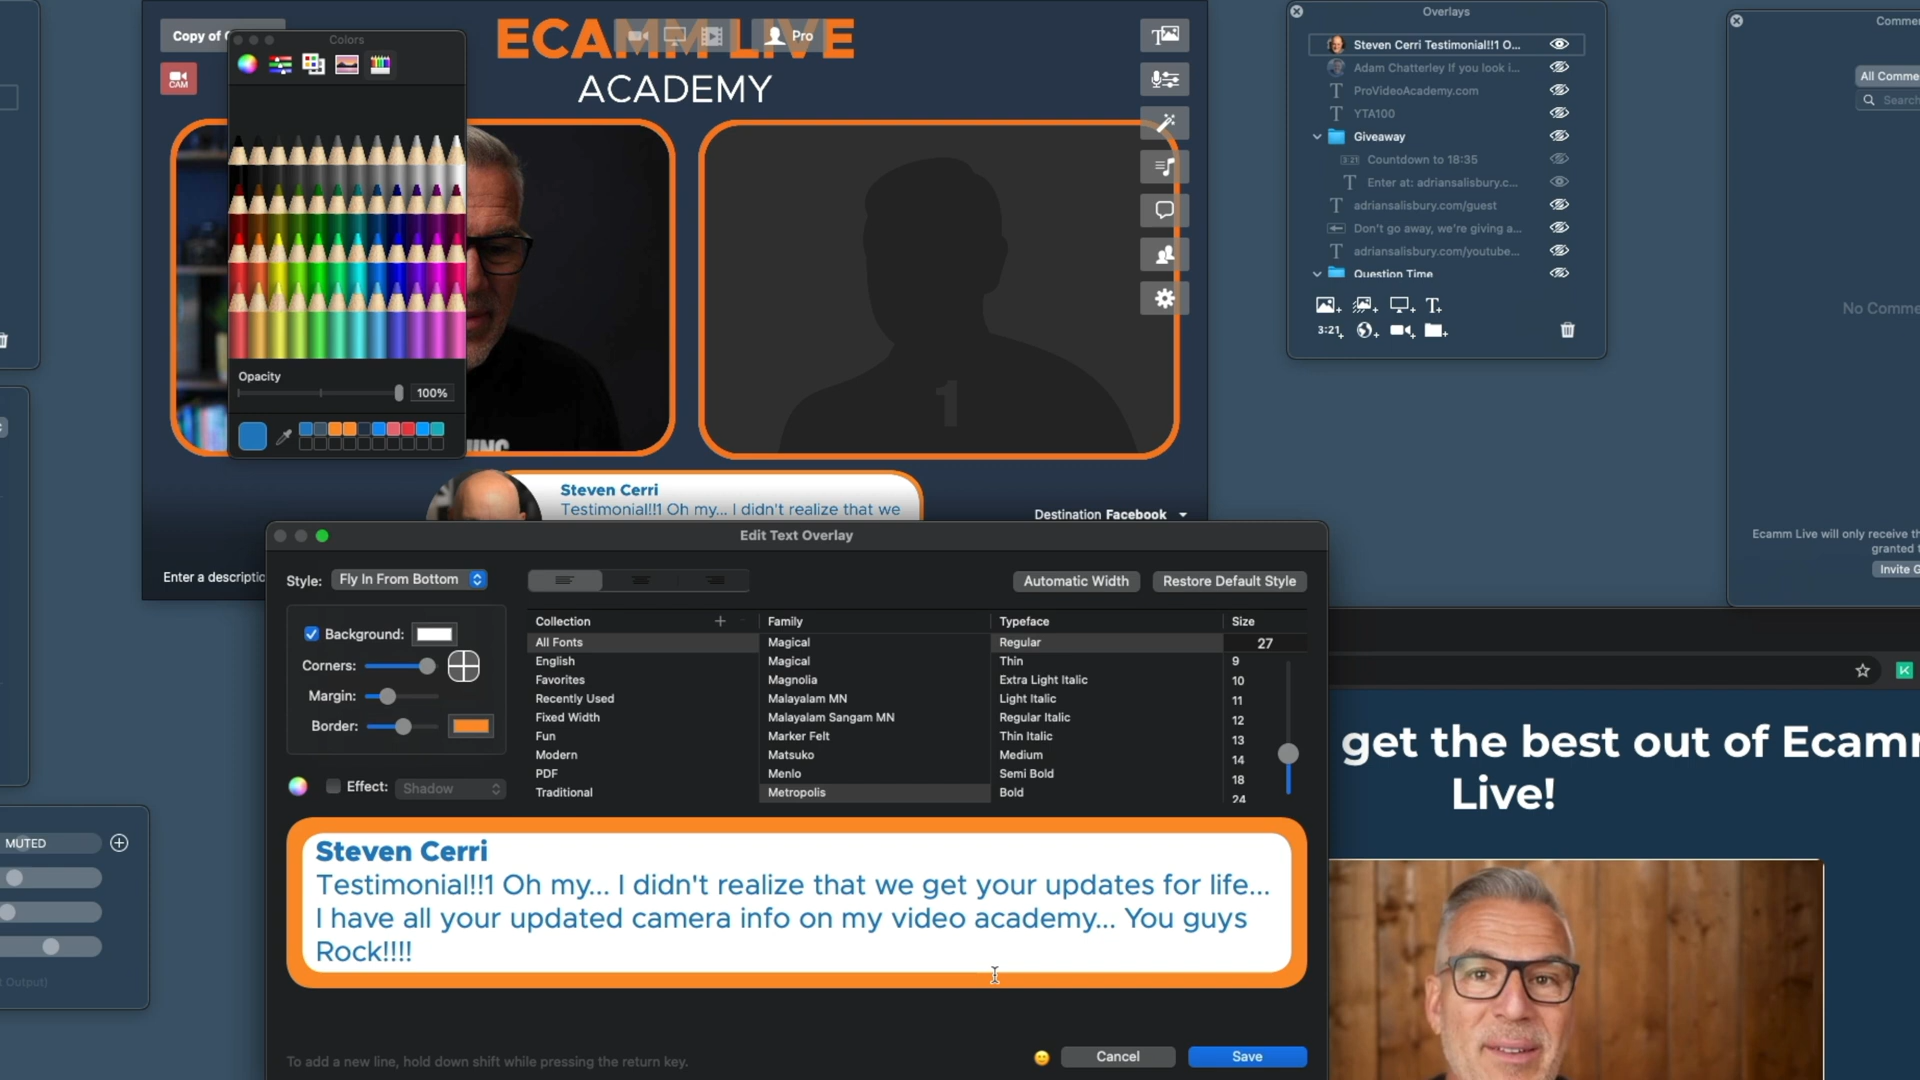 Copy of
Colors
ECAMM LIVE
ACADEMY
Pro
CAM
Opacity
100%
1
Steven Cerri
Testimonial!!1 Oh my... I didn't realize that we
Destination Facebook
Overlays
Steven Cerri Testimonial!!1 O...
Adam Chatterley If you look i...
ProVideoAcademy.com
YTA100
Giveaway
3:21 Countdown to 18:35
Enter at: adriansalisbury.c...
adriansalisbury.com/guest
Don't go away, we're giving a...
adriansalisbury.com/youtube...
Question Time
3:21
All Comme
Search
No Comme
Ecamm Live will only receive th
granted t
Invite G
Enter a descriptio
Edit Text Overlay
Style: Fly In From Bottom
Automatic Width
Restore Default Style
Background:
Corners:
Margin:
Border:
Effect: Shadow
Collection
All Fonts
English
Favorites
Recently Used
Fixed Width
Fun
Modern
PDF
Traditional
Family
Magical
Magical
Magnolia
Malayalam MN
Malayalam Sangam MN
Marker Felt
Matsuko
Menlo
Metropolis
Typeface
Regular
Thin
Extra Light Italic
Light Italic
Regular Italic
Thin Italic
Medium
Semi Bold
Bold
Size
27
9
10
11
12
13
14
18
24
Steven Cerri
Testimonial!!1 Oh my... I didn't realize that we get your updates for life...
I have all your updated camera info on my video academy... You guys
Rock!!!!
To add a new line, hold down shift while pressing the return key.
Cancel
Save
MUTED
Output)
get the best out of Ecamm
Live!